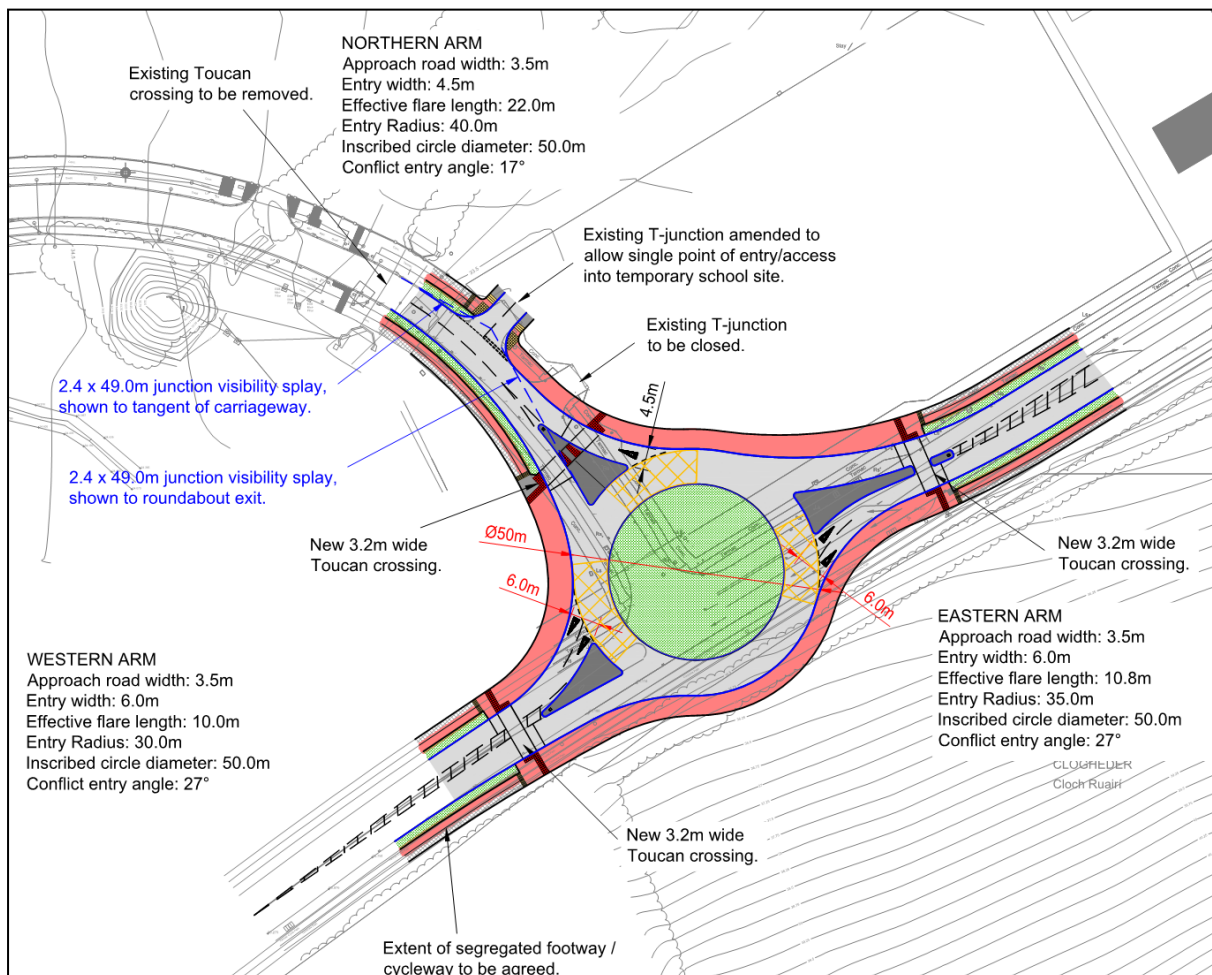 NORTHERN ARM
Approach road width: 3.5m
Entry width: 4.5m
Effective flare length: 22.0m
Entry Radius: 40.0m
Inscribed circle diameter: 50.0m
Conflict entry angle: 17°
Existing Toucan
crossing to be removed.
Existing T-junction amended to
allow single point of entry/access
into temporary school site.
Existing T-junction
to be closed.
2.4 x 49.0m junction visibility splay,
shown to tangent of carriageway.
4.5m
2.4 x 49.0m junction visibility splay,
shown to roundabout exit.
New 3.2m wide
Toucan crossing.
Ø50m
6.0m
6.0m
New 3.2m wide
Toucan crossing.
EASTERN ARM
Approach road width: 3.5m
Entry width: 6.0m
Effective flare length: 10.8m
Entry Radius: 35.0m
Inscribed circle diameter: 50.0m
Conflict entry angle: 27°
CLOGHEDER
Cloch Ruairí
WESTERN ARM
Approach road width: 3.5m
Entry width: 6.0m
Effective flare length: 10.0m
Entry Radius: 30.0m
Inscribed circle diameter: 50.0m
Conflict entry angle: 27°
New 3.2m wide
Toucan crossing.
Extent of segregated footway /
cycleway to be agreed.